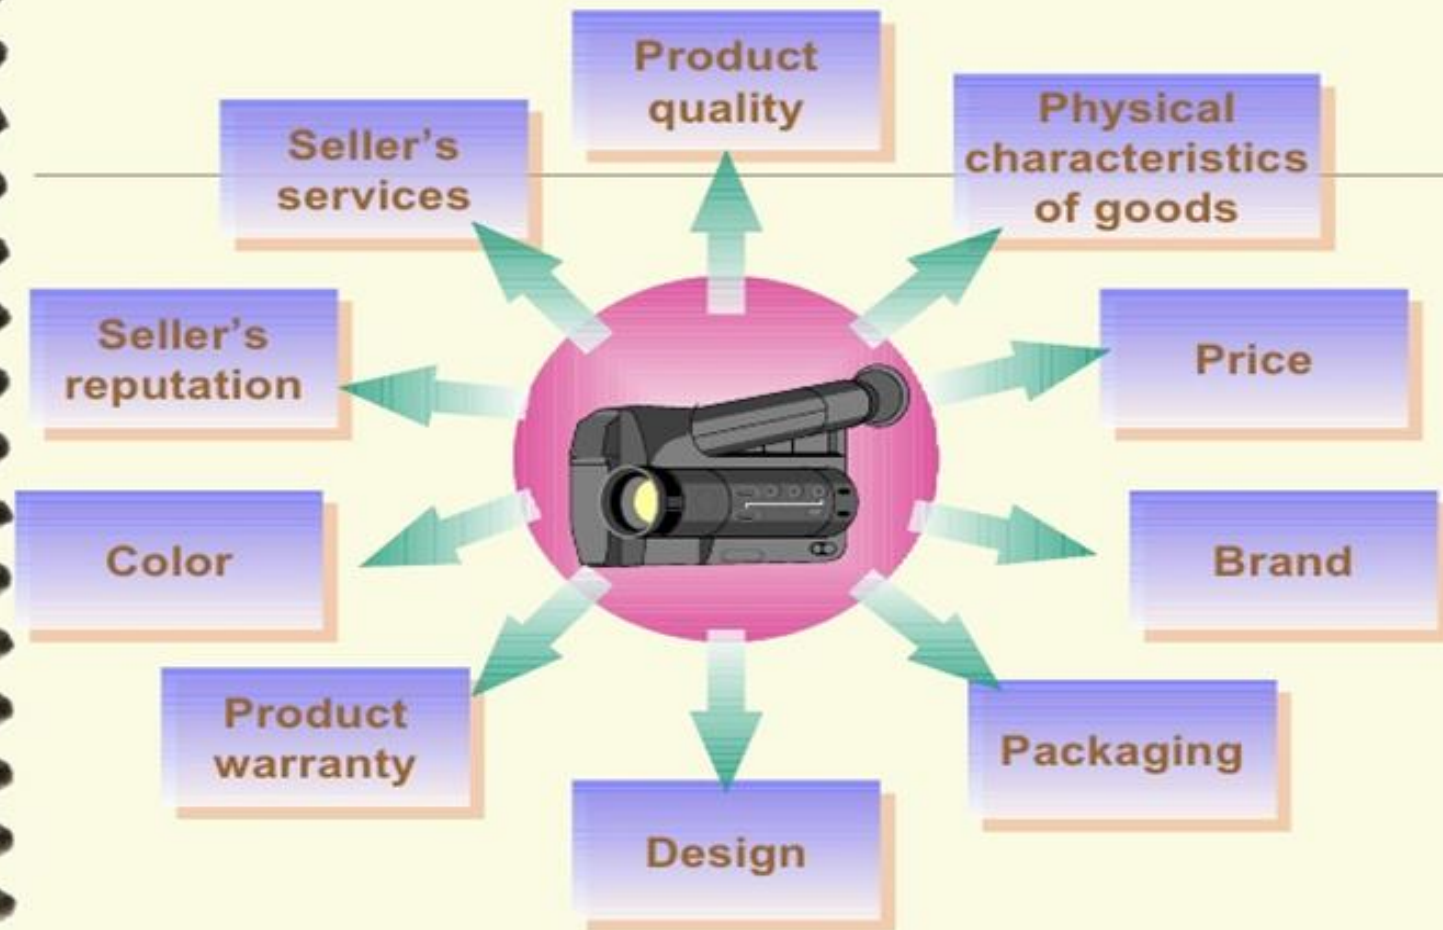 Product
quality
Physical
characteristics
of goods
Seller’s
services
Seller’s
reputation
Price
Color
Brand
Product
warranty
Packaging
Design